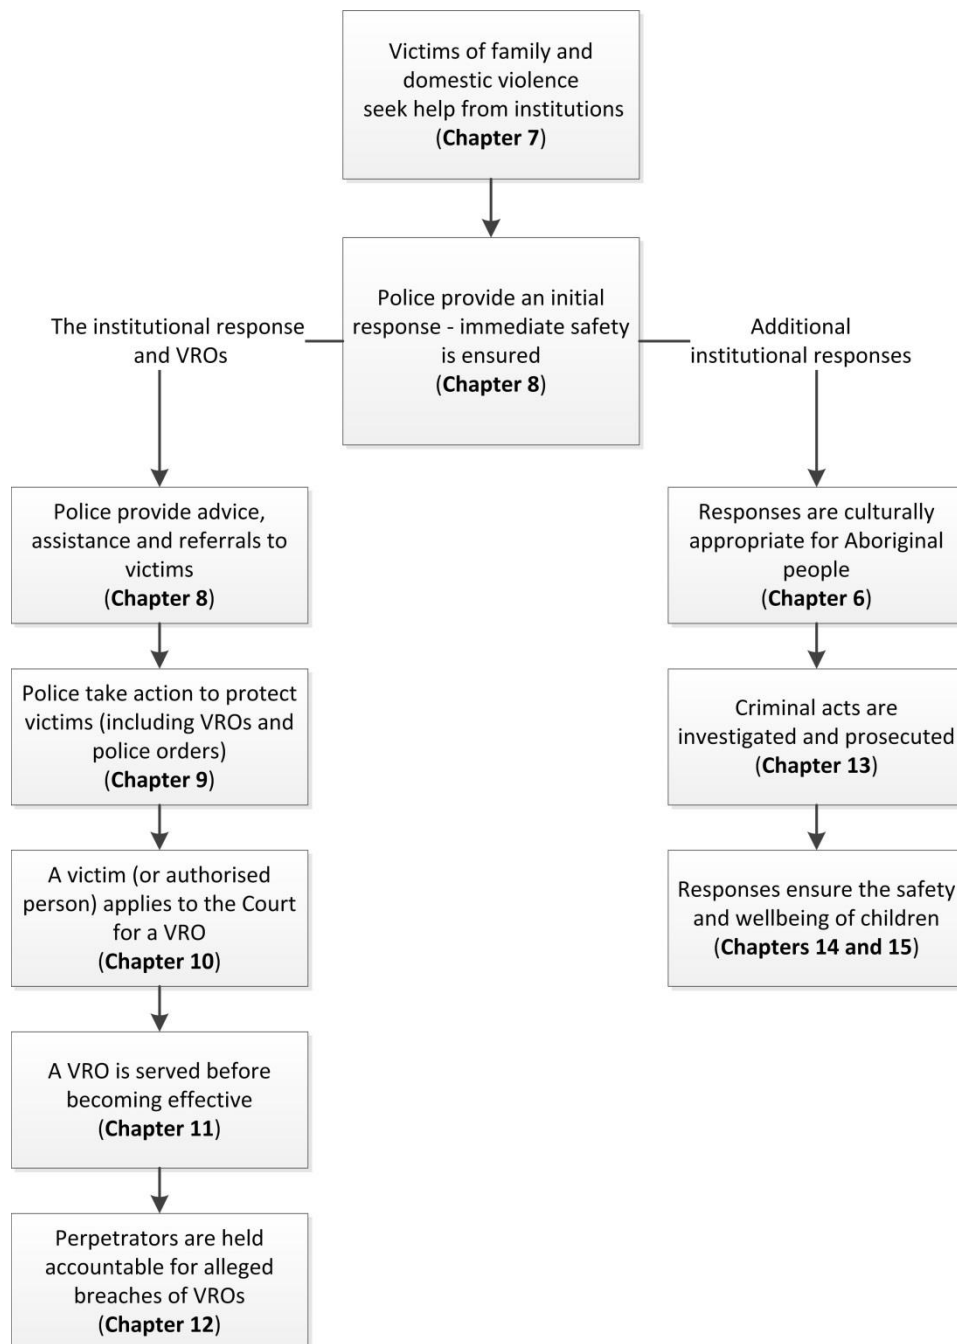 Victims of family and
domestic violence
seek help from institutions
(Chapter 7)
Police provide an initial
response - immediate safety
is ensured
(Chapter 8)
The institutional response
and VROs
Additional
institutional responses
Police provide advice,
assistance and referrals to
victims
(Chapter 8)
Police take action to protect
victims (including VROs and
police orders)
(Chapter 9)
A victim (or authorised
person) applies to the Court
for a VRO
(Chapter 10)
A VRO is served before
becoming effective
(Chapter 11)
Perpetrators are held
accountable for alleged
breaches of VROs
(Chapter 12)
Responses are culturally
appropriate for Aboriginal
people
(Chapter 6)
Criminal acts are
investigated and prosecuted
(Chapter 13)
Responses ensure the safety
and wellbeing of children
(Chapters 14 and 15)